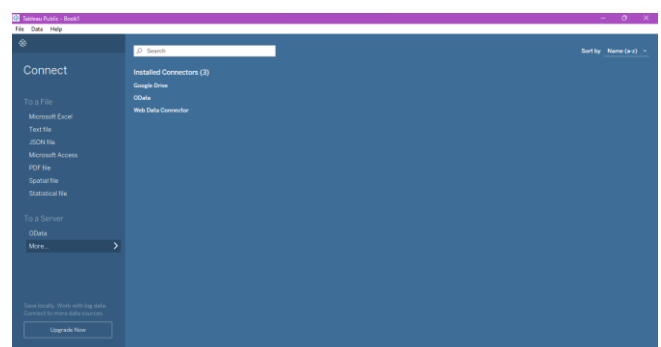 Tableau Public - Book1
File Data Help
Connect
To a File
Microsoft Excel
Text file
JSON file
Microsoft Access
PDF file
Spatial file
Statistical file
To a Server
OData
More...
Save locally. Work with big data.
Connect to more data sources.
Upgrade Now
Search
Sort by Name (a-z)
Installed Connectors (3)
Google Drive
OData
Web Data Connector